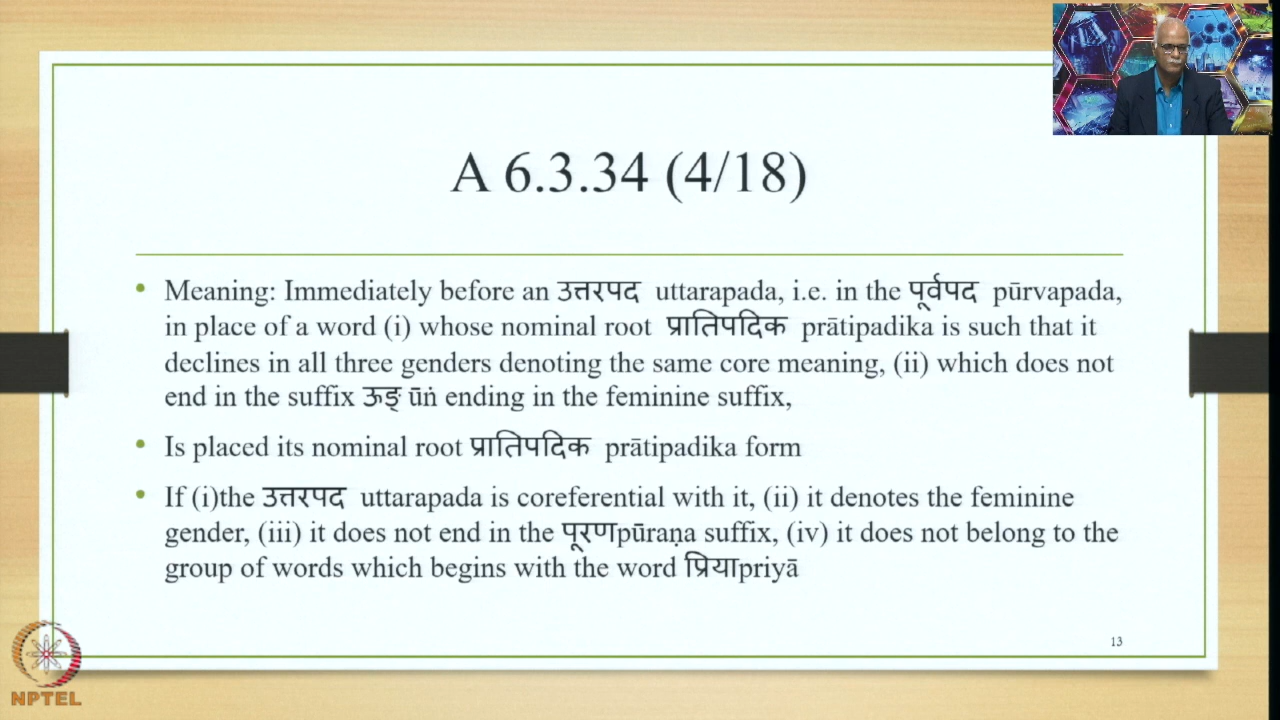 A 6.3.34 (4/18)
• Meaning: Immediately before an उत्तरपद uttarapada, i.e. in the पूर्वपद pūrvapada,
in place of a word (i) whose nominal root प्रातिपदिक prātipadika is such that it
declines in all three genders denoting the same core meaning, (ii) which does not
end in the suffix ऊङ् ūṅ ending in the feminine suffix,
• Is placed its nominal root प्रातिपदिक prātipadika form
• If (i)the उत्तरपद uttarapada is coreferential with it, (ii) it denotes the feminine
gender, (iii) it does not end in the पूरणpūraṇa suffix, (iv) it does not belong to the
group of words which begins with the word प्रियाpriyā
13
NPTEL